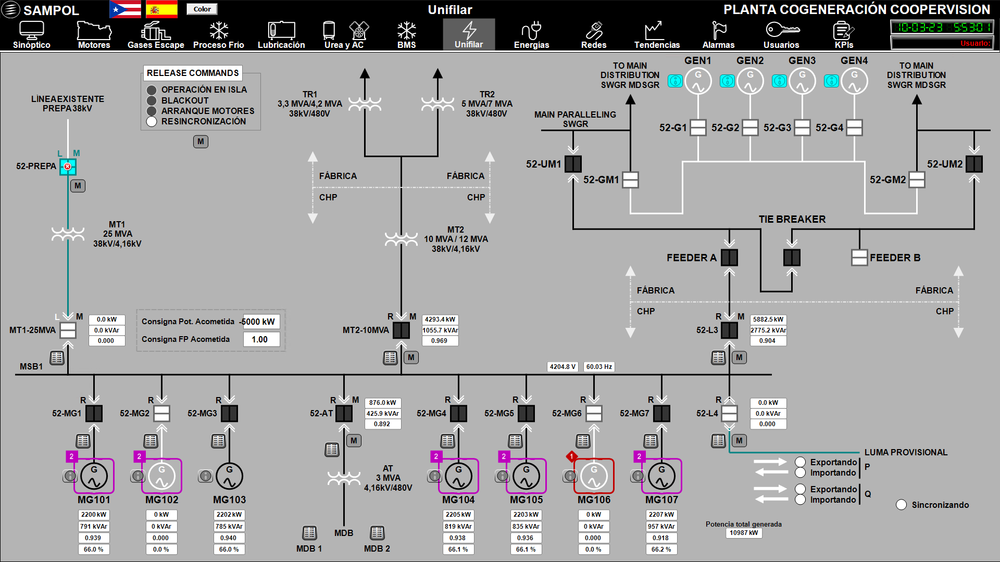 SAMPOL
Color
Unifilar
PLANTA COGENERACIÓN COOPERVISION
Sinóptico
Motores
Gases Escape
Proceso Frío
Lubricación
Urea y AC
BMS
Unifilar
Energías
Redes
Tendencias
Alarmas
Usuarios
KPIs
10-03-23 5:53:01
Usuario:
RELEASE COMMANDS
OPERACIÓN EN ISLA
BLACKOUT
ARRANQUE MOTORES
RESINCRONIZACIÓN
M
LÍNEA EXISTENTE
PREPA 38kV
L M
52-PREPA
M
MT1
25 MVA
38kV/4,16kV
L M
MT1-25MVA
0.0 kW
0.0 kVAr
0.000
Consigna Pot. Acometida -5000 kW
Consigna FP Acometida 1.00
MSB1
TR1
3,3 MVA/4,2 MVA
38kV/480V
TR2
5 MVA/7 MVA
38kV/480V
FÁBRICA
FÁBRICA
CHP
CHP
MT2
10 MVA / 12 MVA
38kV/4,16kV
R M
MT2-10MVA
4293.4 kW
1055.7 kVAr
0.969
M
TO MAIN
DISTRIBUTION
SWGR MDSGR
GEN1
GEN2
GEN3
GEN4
G
G
G
G
TO MAIN
DISTRIBUTION
SWGR MDSGR
MAIN PARALLELING
SWGR
52-G1
52-G2
52-G3
52-G4
52-UM1
52-GM1
52-GM2
52-UM2
TIE BREAKER
FEEDER A
FEEDER B
FÁBRICA
FÁBRICA
CHP
CHP
R M
52-L3
5882.5 kW
2775.2 kVAr
0.904
M
4204.8 V
60.03 Hz
R
52-MG1
R
52-MG2
R
52-MG3
R M
52-AT
876.0 kW
425.9 kVAr
0.892
M
R
52-MG4
R
52-MG5
R
52-MG6
R
52-MG7
R
52-L4
0.0 kW
0.0 kVAr
0.000
M
LUMA PROVISIONAL
Exportando
Importando
P
Exportando
Importando
Q
Sincronizando
Potencia total generada
10987 kW
2
G
MG101
2200 kW
791 kVAr
0.939
66.0 %
2
G
MG102
0 kW
0 kVAr
0.000
0.0 %
G
MG103
2202 kW
785 kVAr
0.940
66.0 %
AT
3 MVA
4,16kV/480V
MDB
MDB 1
MDB 2
2
G
MG104
2205 kW
819 kVAr
0.938
66.1 %
2
G
MG105
2203 kW
835 kVAr
0.936
66.1 %
1
G
MG106
0 kW
0 kVAr
0.000
0.0 %
2
G
MG107
2207 kW
957 kVAr
0.918
66.2 %